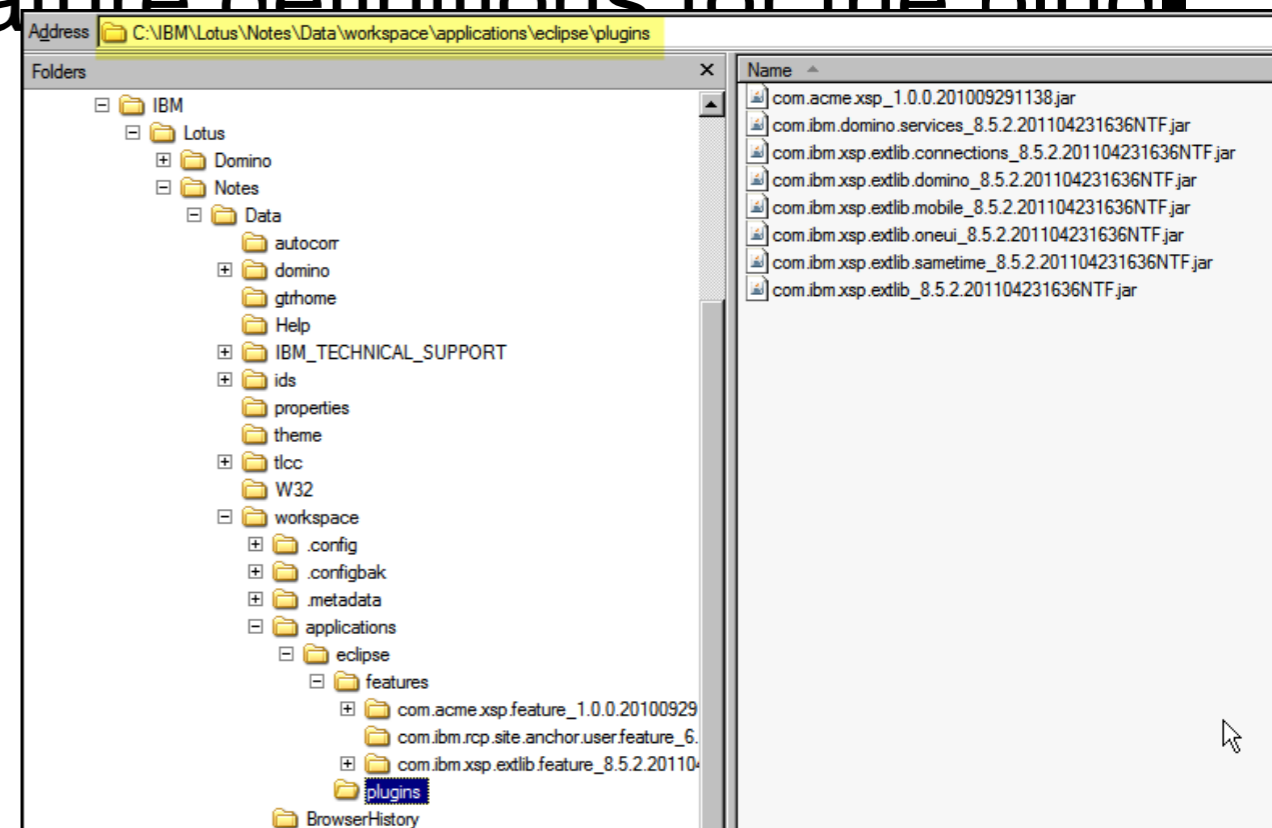 Address C:\IBM\Lotus\Notes\Data\workspace\applications\eclipse\plugins
Folders
IBM
Lotus
Domino
Notes
Data
autocorr
domino
gtrhome
Help
IBM_TECHNICAL_SUPPORT
ids
properties
theme
tlcc
W32
workspace
.config
.configbak
.metadata
applications
eclipse
features
com.acme.xsp.feature_1.0.0.20100929
com.ibm.rcp.site.anchor.user.feature_6.
com.ibm.xsp.extlib.feature_8.5.2.20110
plugins
BrowserHistory
Name
com.acme.xsp_1.0.0.201009291138.jar
com.ibm.domino.services_8.5.2.201104231636NTF.jar
com.ibm.xsp.extlib.connections_8.5.2.201104231636NTF.jar
com.ibm.xsp.extlib.domino_8.5.2.201104231636NTF.jar
com.ibm.xsp.extlib.mobile_8.5.2.201104231636NTF.jar
com.ibm.xsp.extlib.oneui_8.5.2.201104231636NTF.jar
com.ibm.xsp.extlib.sametime_8.5.2.201104231636NTF.jar
com.ibm.xsp.extlib_8.5.2.201104231636NTF.jar